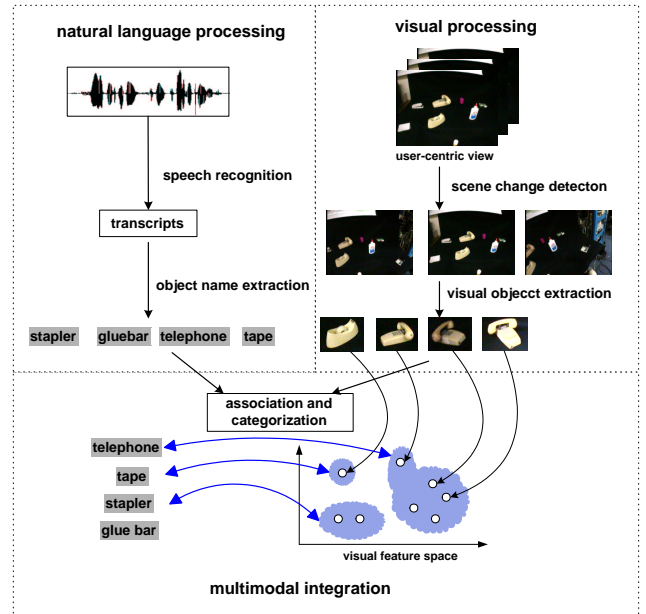 natural language processing
speech recognition
transcripts
object name extraction
stapler gluebar telephone tape
visual processing
user-centric view
scene change detecton
visual objecct extraction
association and
categorization
telephone
tape
stapler
glue bar
visual feature space
multimodal integration